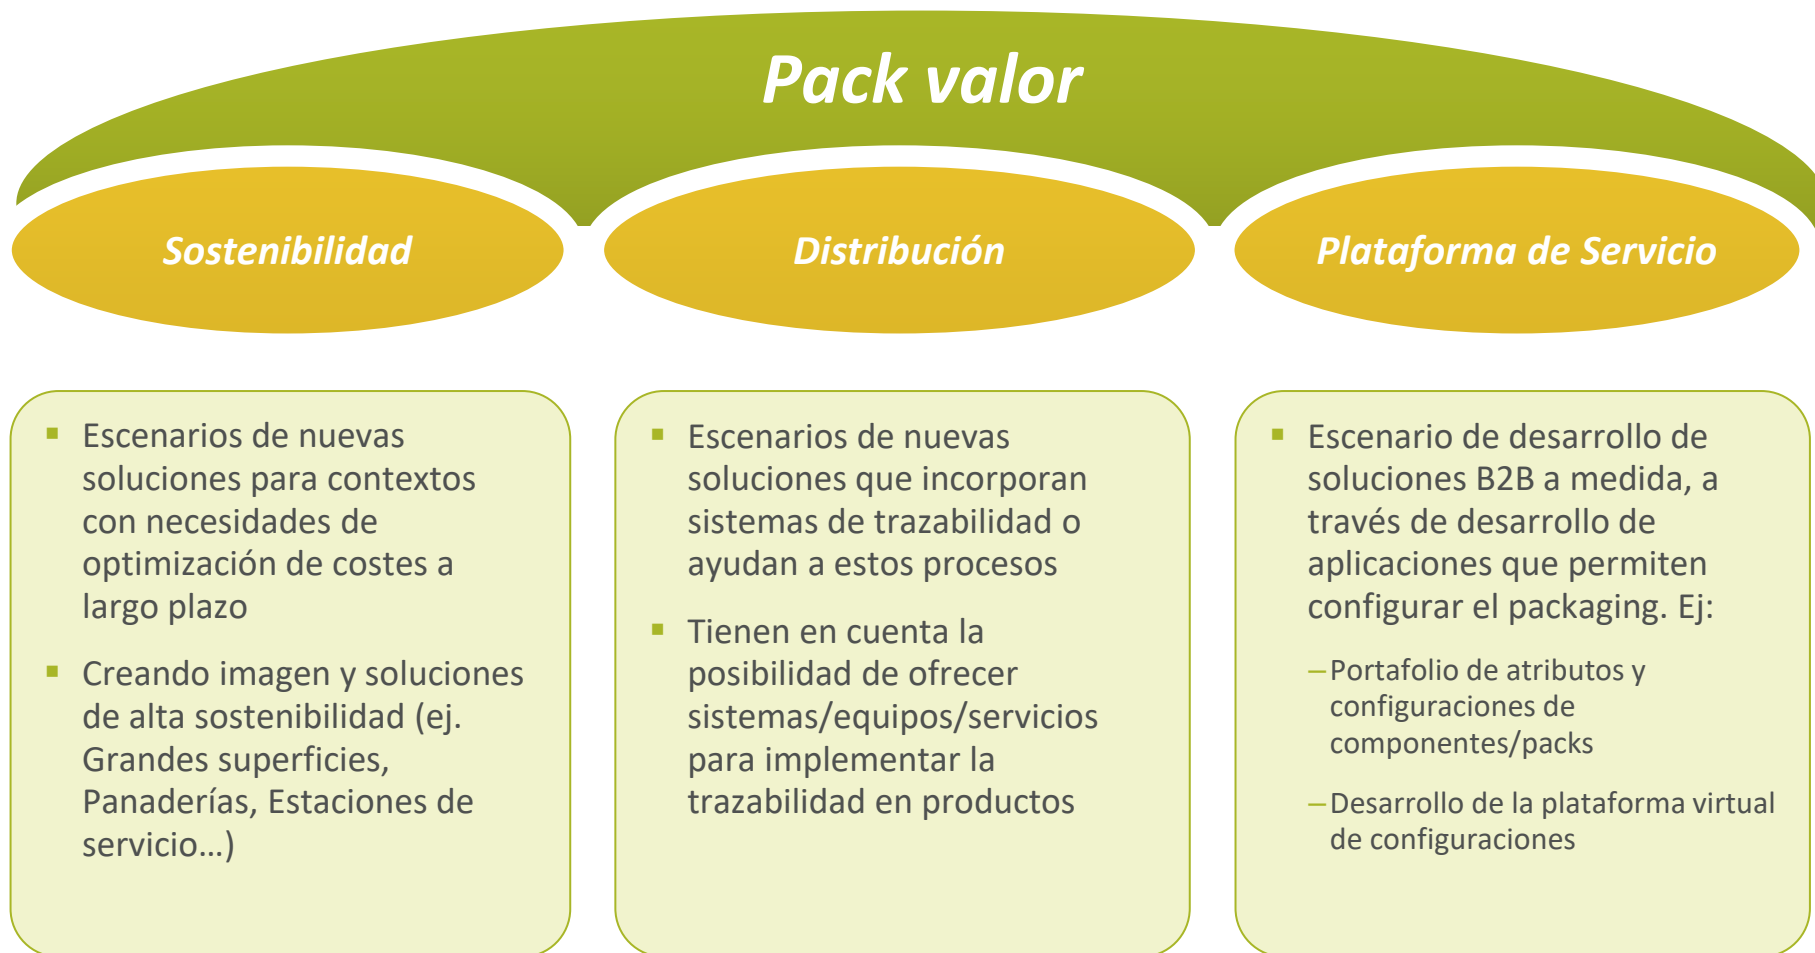 Pack valor
Sostenibilidad
Distribución
Plataforma de Servicio
Escenarios de nuevas
soluciones para contextos
con necesidades de
optimización de costes a
largo plazo
Creando imagen y soluciones
de alta sostenibilidad (ej.
Grandes superficies,
Panaderías, Estaciones de
servicio…)
Escenarios de nuevas
soluciones que incorporan
sistemas de trazabilidad o
ayudan a estos procesos
Tienen en cuenta la
posibilidad de ofrecer
sistemas/equipos/servicios
para implementar la
trazabilidad en productos
Escenario de desarrollo de
soluciones B2B a medida, a
través de desarrollo de
aplicaciones que permiten
configurar el packaging. Ej:
–Portafolio de atributos y
configuraciones de
componentes/packs
–Desarrollo de la plataforma virtual
de configuraciones